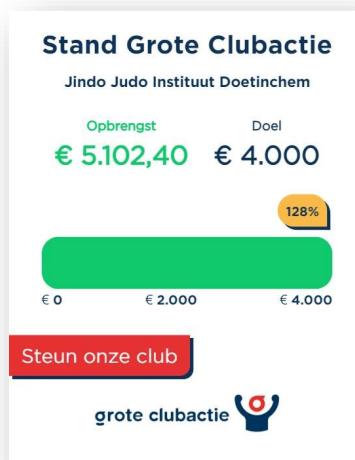 Stand Grote Clubactie
Jindo Judo Instituut Doetinchem
Opbrengst Doel
€ 5.102,40 € 4.000
128%
€ 0 € 2.000 € 4.000
Steun onze club
grote clubactie